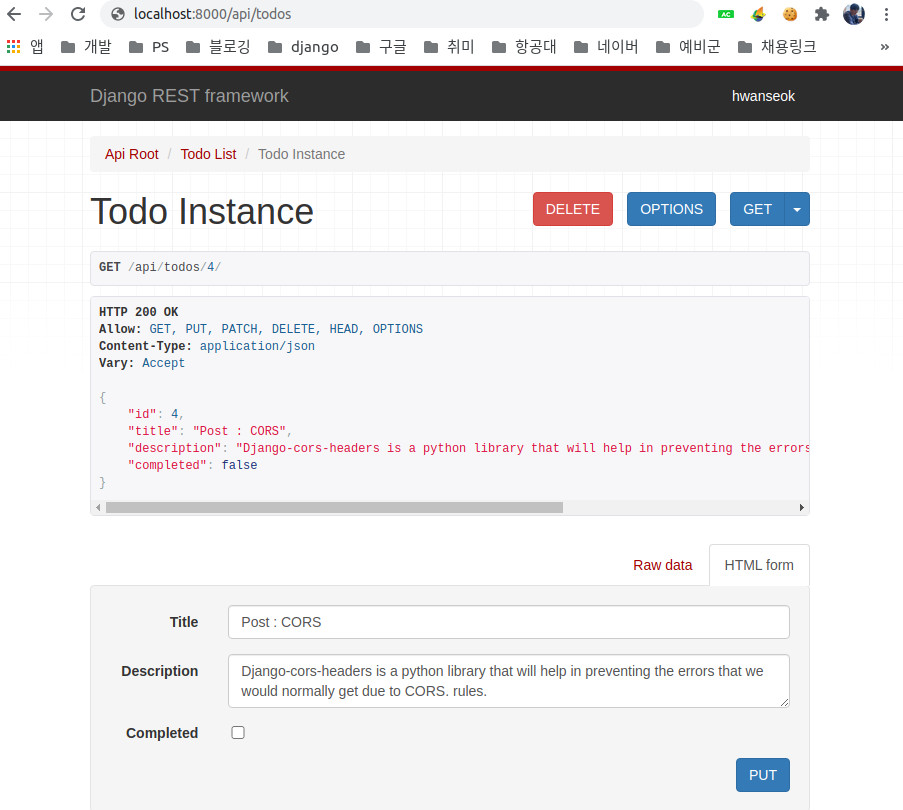 localhost:8000/api/todos
AC
앱 개발 PS 블로깅 django 구글 취미 항공대 네이버 예비군 채용링크 »
Django REST framework hwanseok
Api Root / Todo List / Todo Instance
Todo Instance DELETE OPTIONS GET
GET /api/todos/4/
HTTP 200 OK
Allow: GET, PUT, PATCH, DELETE, HEAD, OPTIONS
Content-Type: application/json
Vary: Accept
{
"id": 4,
"title": "Post : CORS",
"description": "Django-cors-headers is a python library that will help in preventing the errors
"completed": false
}
Raw data HTML form
Title Post : CORS
Description Django-cors-headers is a python library that will help in preventing the errors that we
would normally get due to CORS. rules.
Completed
PUT